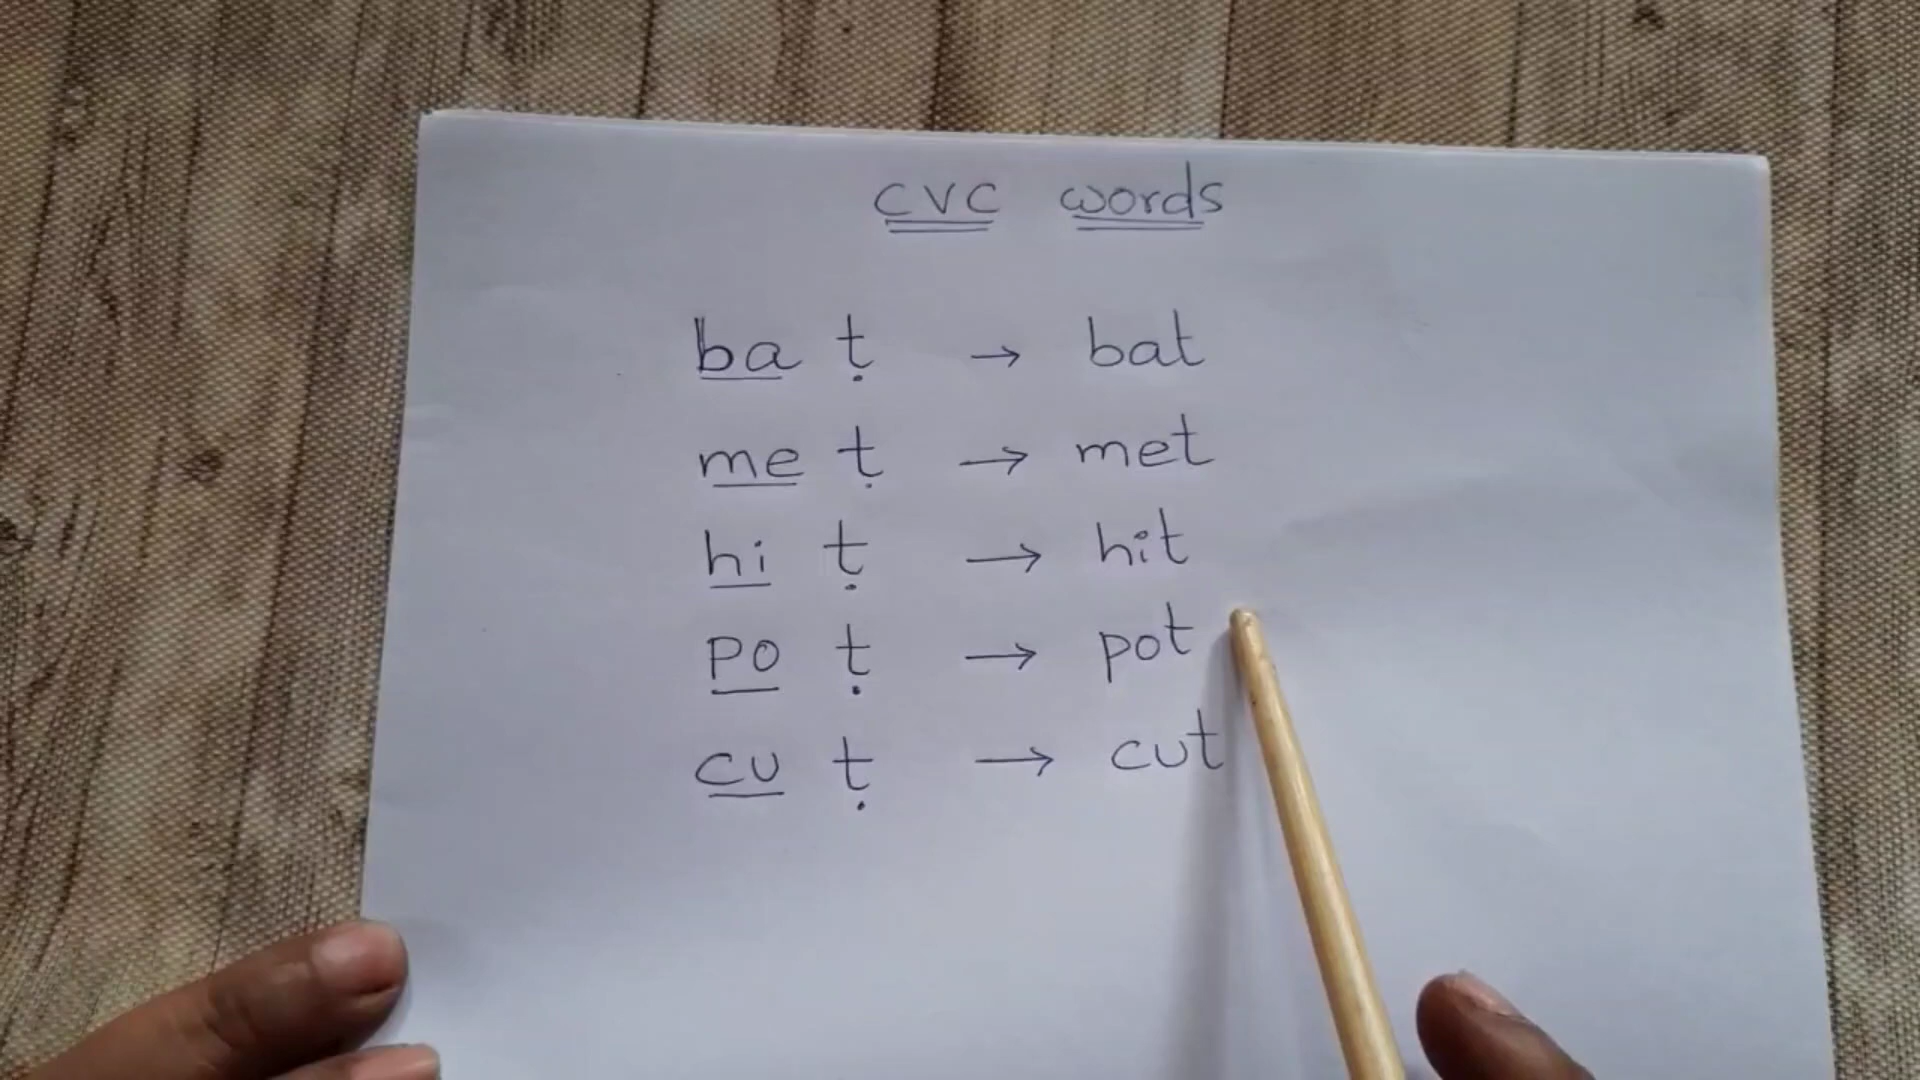 CVC words
ba t → bat
me t → met
hi t → hit
po t → pot
cu t → cut